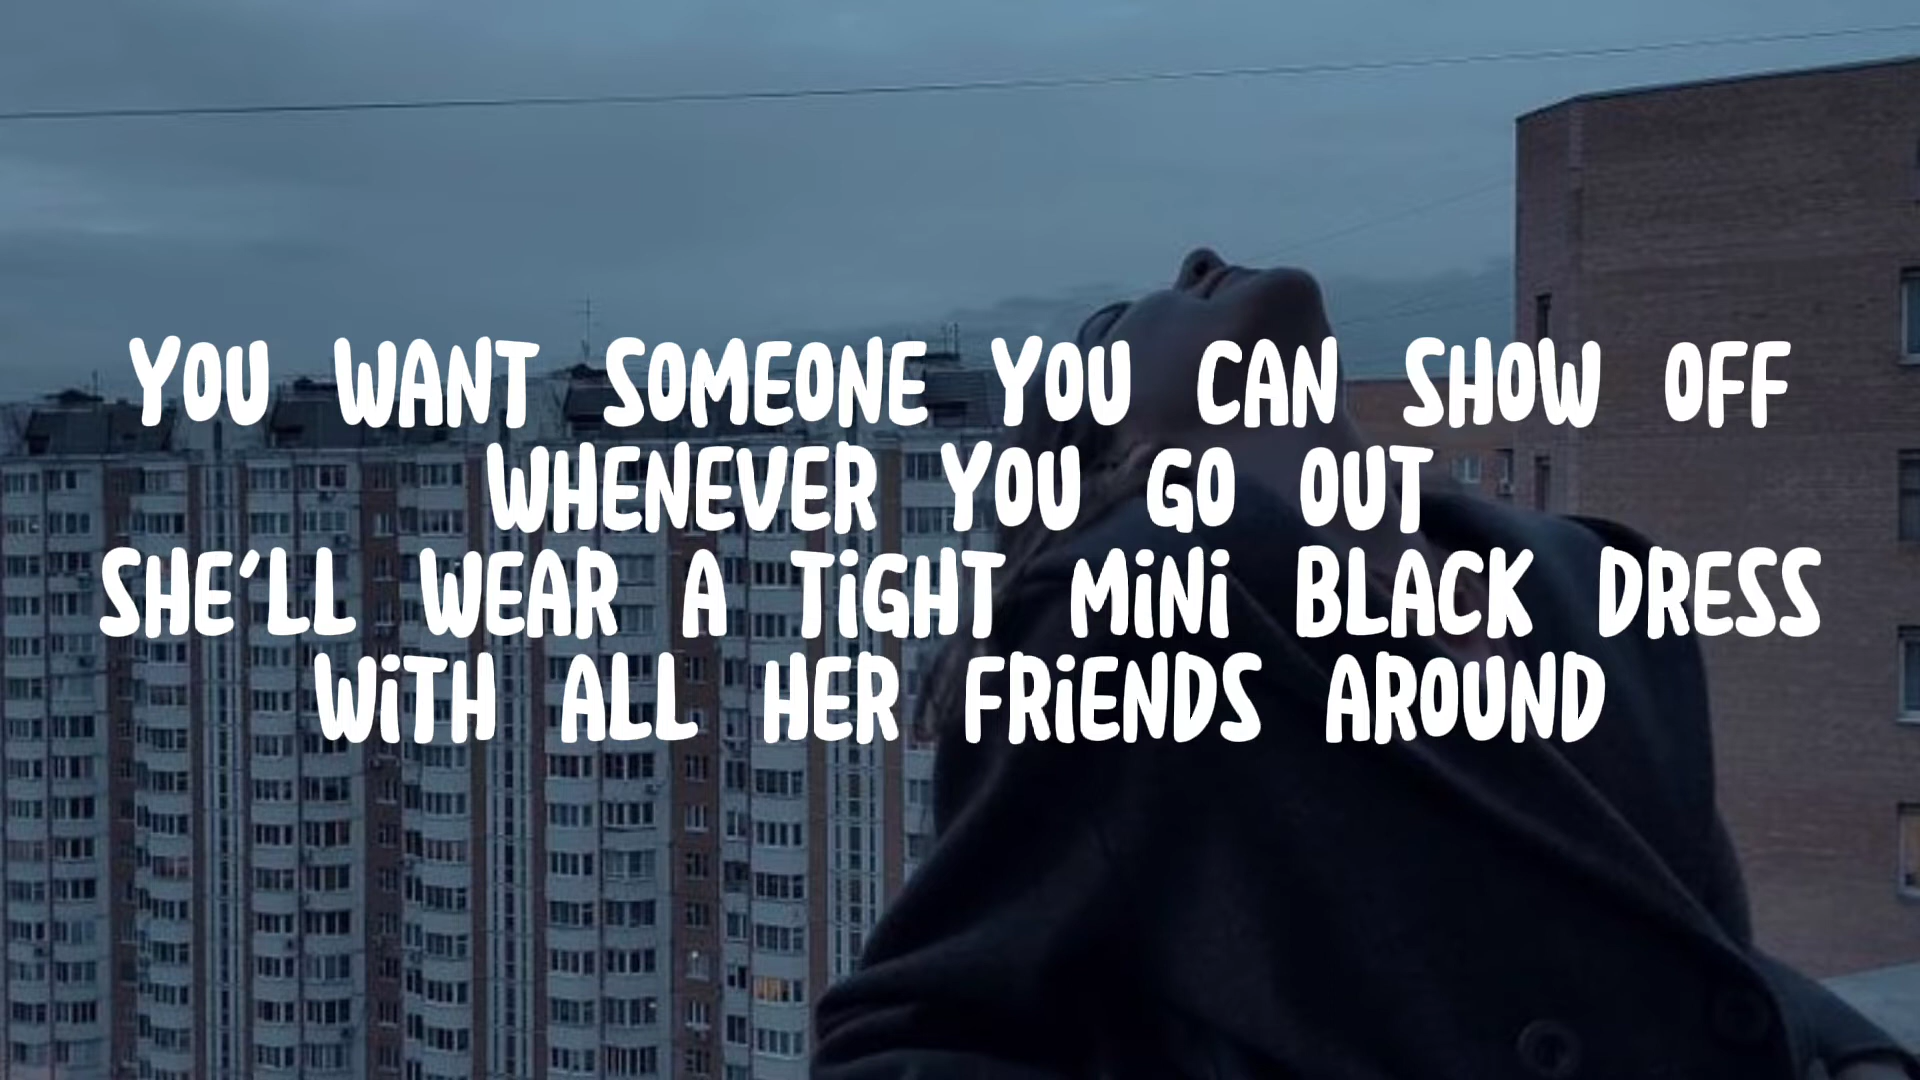 YOU WANT SOMEONE YOU CAN SHOW OFF
WHENEVER YOU GO OUT
SHE'LL WEAR A TiGHT MiNi BLACK DRESS
WiTH ALL HER FRiENDS AROUND